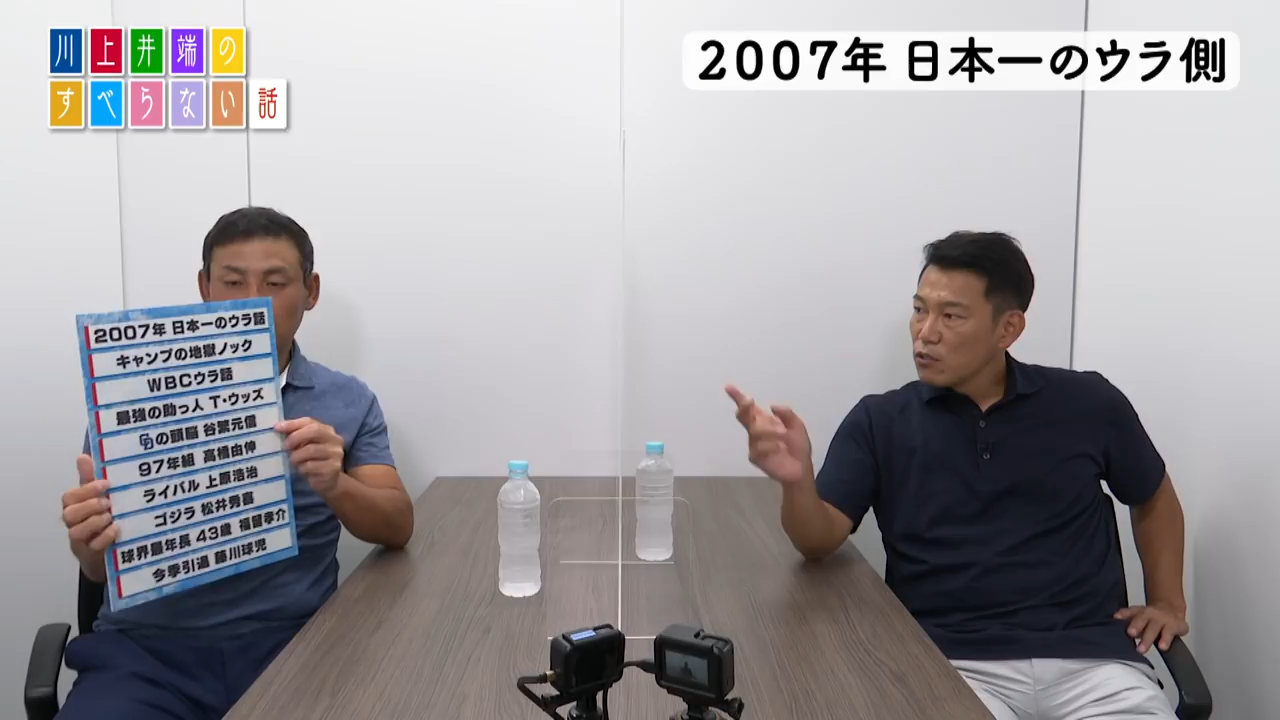 川上井端の
すべらない話
2007年 日本一のウラ側
2007年 日本一のウラ話
キャンプの地獄ノック
WBCウラ話
最強の助っ人 T・ウッズ
CDの頭脳 谷繁元信
97年組 高橋由伸
ライバル 上原浩治
ゴジラ 松井秀喜
球界最年長 43歳 福留孝介
今季引退 藤川球児